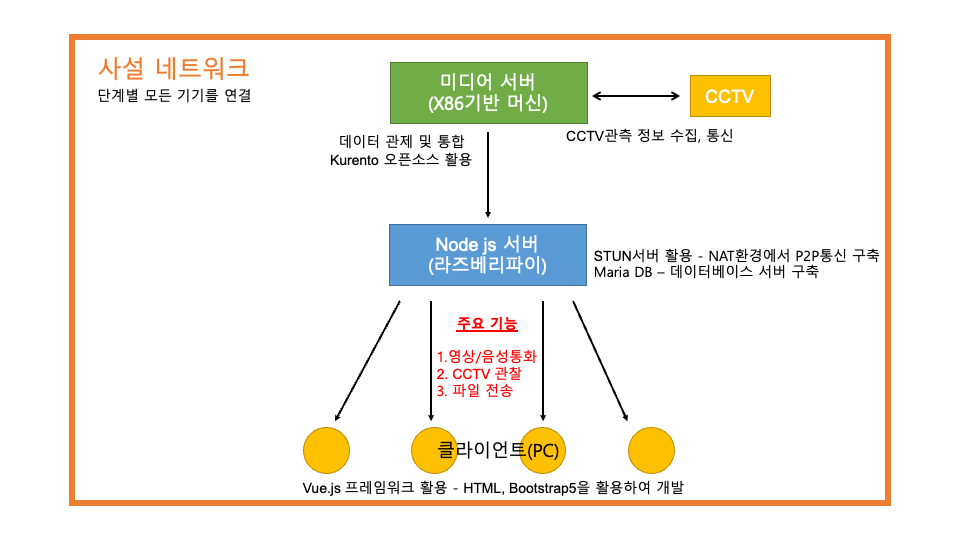 사설 네트워크
단계별 모든 기기를 연결
미디어 서버
(X86기반 머신)
CCTV
CCTV관측 정보 수집, 통신
데이터 관제 및 통합
Kurento 오픈소스 활용
Node js 서버
(라즈베리파이)
STUN서버 활용 - NAT환경에서 P2P통신 구축
Maria DB – 데이터베이스 서버 구축
주요 기능
1.영상/음성통화
2. CCTV 관찰
3. 파일 전송
클라이언트(PC)
Vue.js 프레임워크 활용 - HTML, Bootstrap5을 활용하여 개발